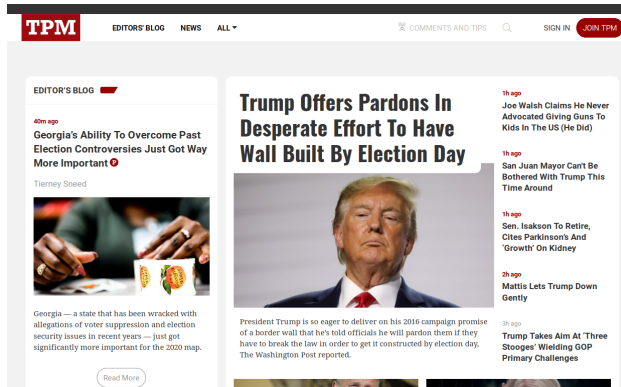 TPM
EDITORS' BLOG
NEWS
ALL
COMMENTS AND TIPS
SIGN IN
JOIN TPM
EDITOR'S BLOG
40m ago
Georgia's Ability To Overcome Past
Election Controversies Just Got Way
More Important P
Tierney Sneed
Georgia — a state that has been wracked with
allegations of voter suppression and election
security issues in recent years — just got
significantly more important for the 2020 map.
Read More
Trump Offers Pardons In
Desperate Effort To Have
Wall Built By Election Day
President Trump is so eager to deliver on his 2016 campaign promise
of a border wall that he's told officials he will pardon them if they
have to break the law in order to get it constructed by election day,
The Washington Post reported.
1h ago
Joe Walsh Claims He Never
Advocated Giving Guns To
Kids In The US (He Did)
1h ago
San Juan Mayor Can't Be
Bothered With Trump This
Time Around
1h ago
Sen. Isakson To Retire,
Cites Parkinson's And
'Growth' On Kidney
2h ago
Mattis Lets Trump Down
Gently
3h ago
Trump Takes Aim At 'Three
Stooges' Wielding GOP
Primary Challenges